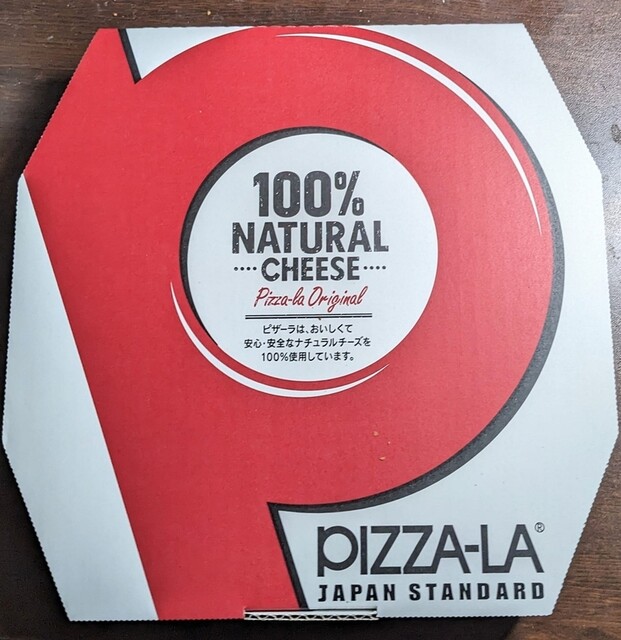 100%
NATURAL
CHEESE
Pizza-la Original
ピザーラは、おいしくて
安心・安全なナチュラルチーズを
100%使用しています。
PIZZA-LA®
JAPAN STANDARD